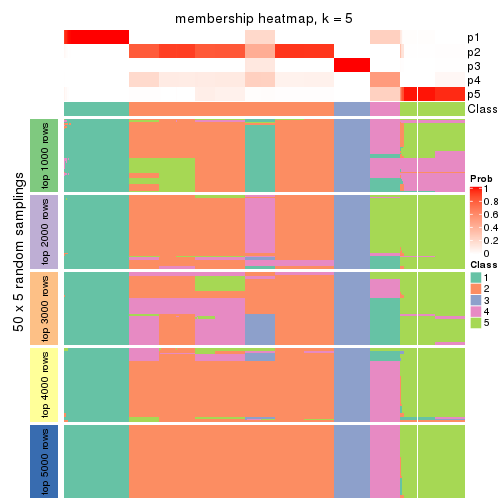 membership heatmap, k = 5
p1
p2
p3
p4
p5
Class
50 x 5 random samplings
top 1000 rows
top 2000 rows
top 3000 rows
top 4000 rows
top 5000 rows
Prob
1
0.8
0.6
0.4
0.2
0
Class
1
2
3
4
5